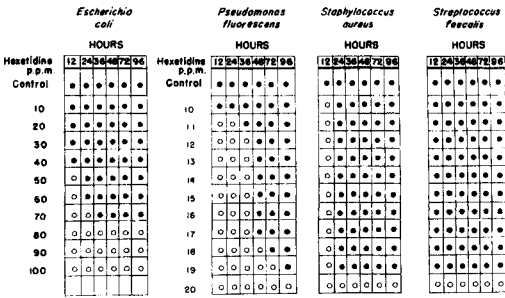 Escherichia Pseudomonas Staphylococcus Streptococcus
coli fluorescens aureus faecalis
HOURS HOURS HOURS HOURS
Hexetidine 12 24 36 48 72 96 Hexetidine 12 24 36 48 72 96 12 24 36 48 72 96 12 24 36 48 72 96
p.p.m. p.p.m.
Control Control
10 10
20 11
30 12
40 13
50 14
60 15
70 16
80 17
90 18
100 19
20